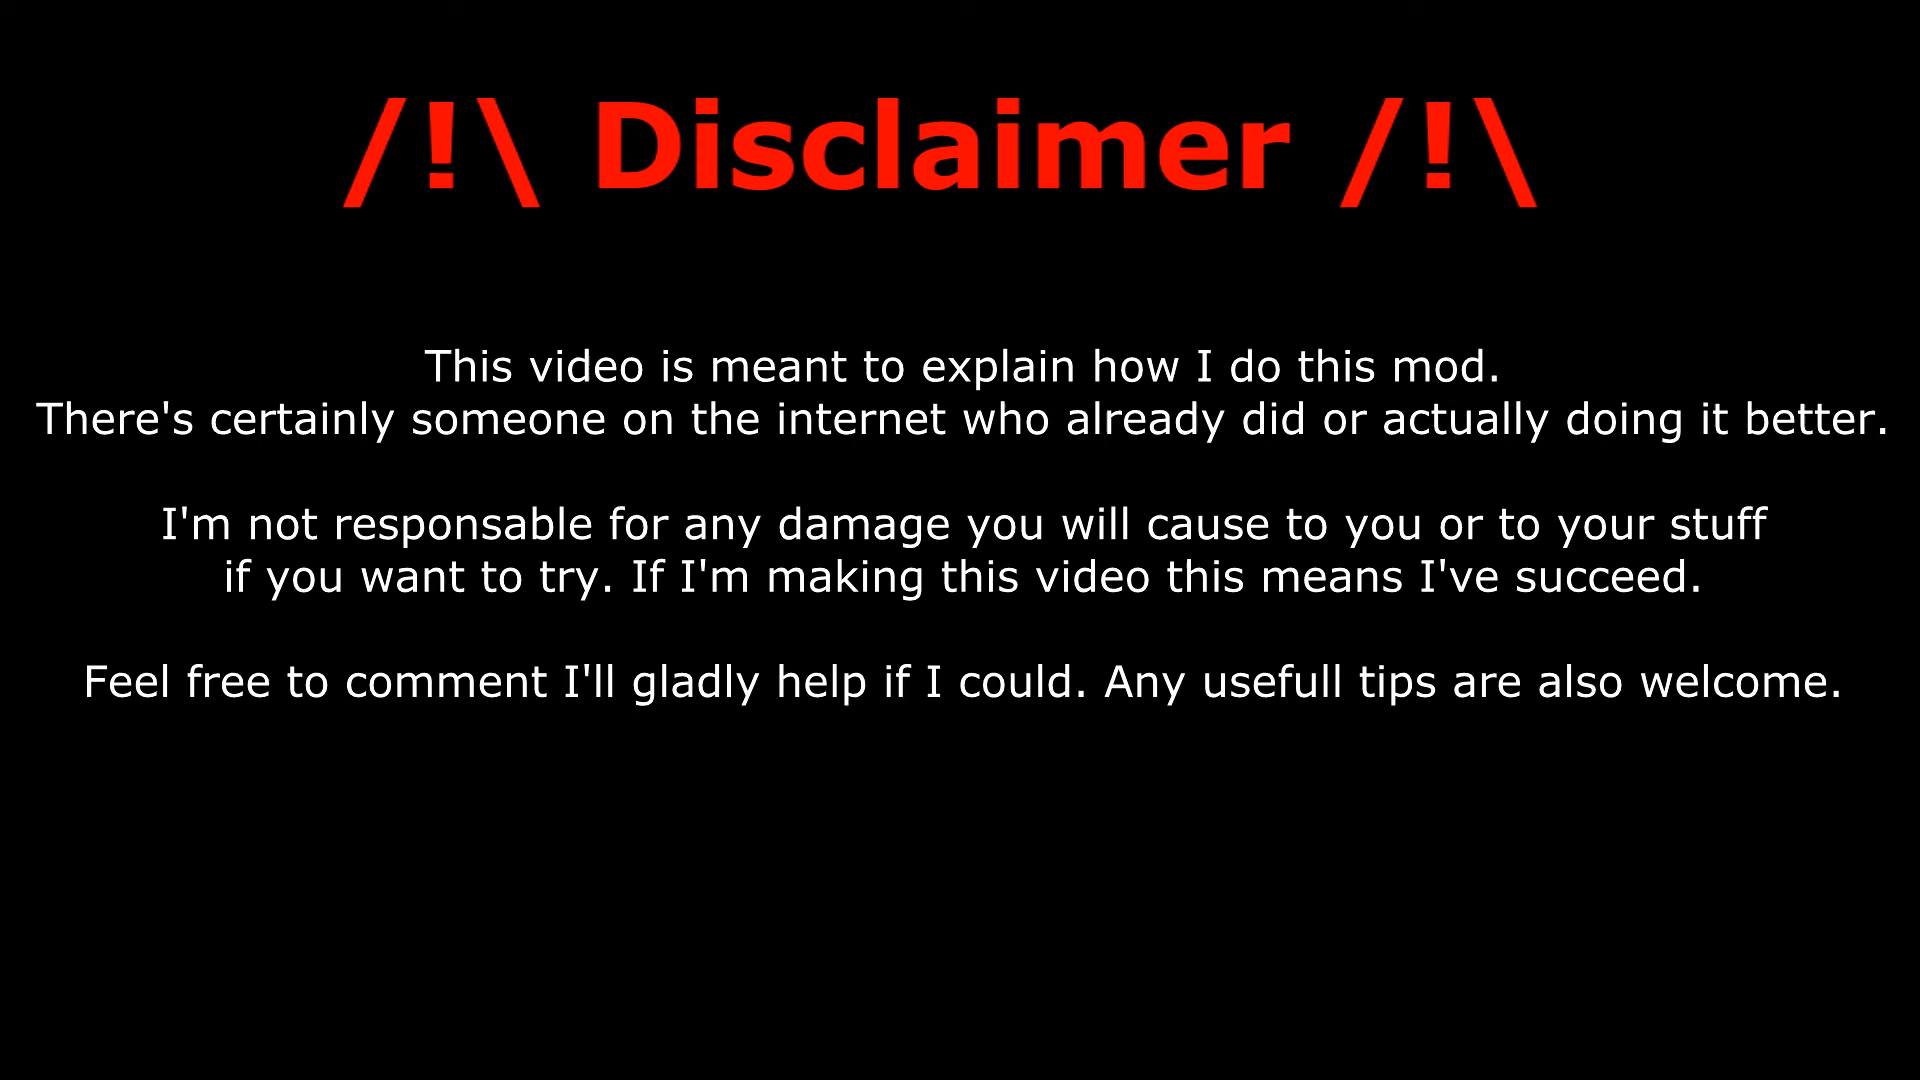 /!\ Disclaimer /!\
This video is meant to explain how I do this mod.
There's certainly someone on the internet who already did or actually doing it better.
I'm not responsable for any damage you will cause to you or to your stuff
if you want to try. If I'm making this video this means I've succeed.
Feel free to comment I'll gladly help if I could. Any usefull tips are also welcome.